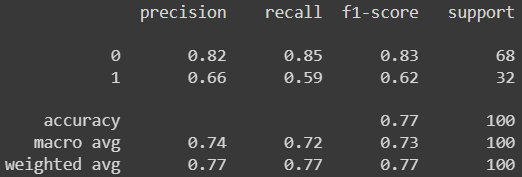 precision recall f1-score support
0 0.82 0.85 0.83 68
1 0.66 0.59 0.62 32
accuracy 0.77 100
macro avg 0.74 0.72 0.73 100
weighted avg 0.77 0.77 0.77 100